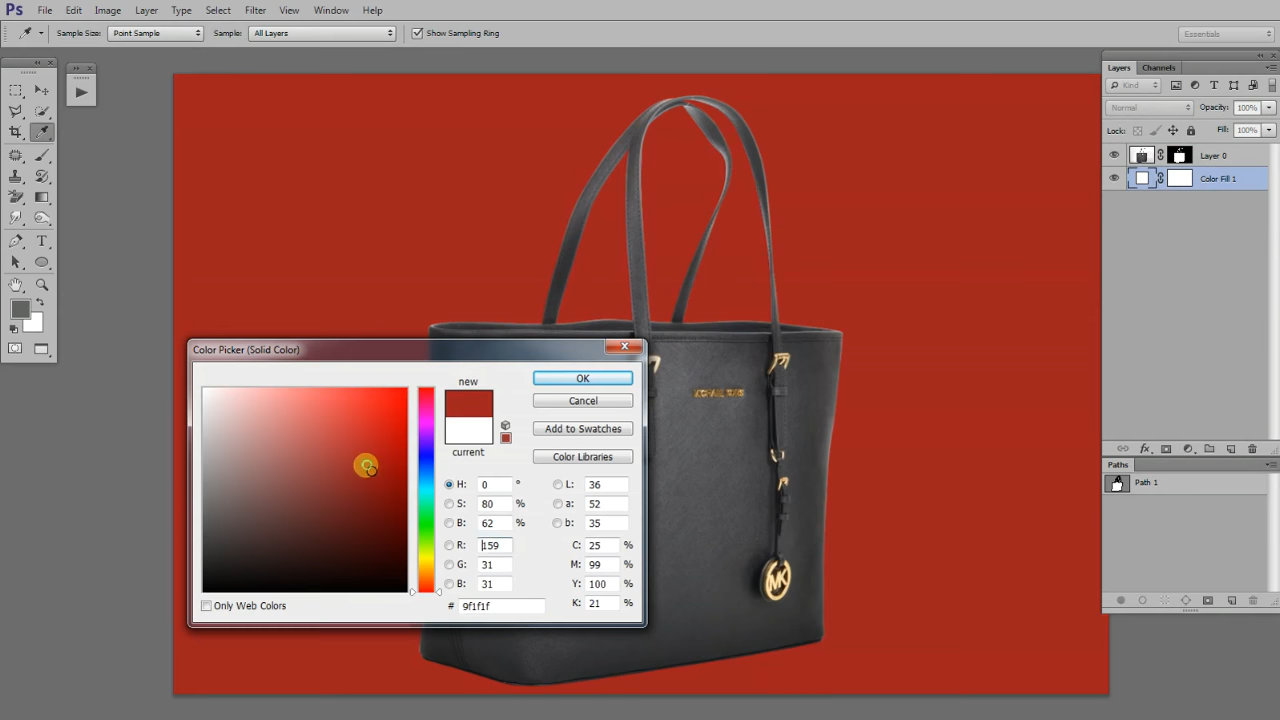 Ps File Edit Image Layer Type Select Filter View Window Help
Sample Size: Point Sample Sample: All Layers Show Sampling Ring Essentials
Layers Channels
Kind
Normal Opacity: 100%
Lock: Fill: 100%
Layer 0
Color Fill 1
fx
Paths
Path 1
T
T
MICHAEL KORS
MK
Color Picker (Solid Color)
new
current
OK
Cancel
Add to Swatches
Color Libraries
H: 0 ° L: 36
S: 80 % a: 52
B: 62 % b: 35
R: 159 C: 25 %
G: 31 M: 99 %
B: 31 Y: 100 %
# 9f1f1f K: 21 %
Only Web Colors